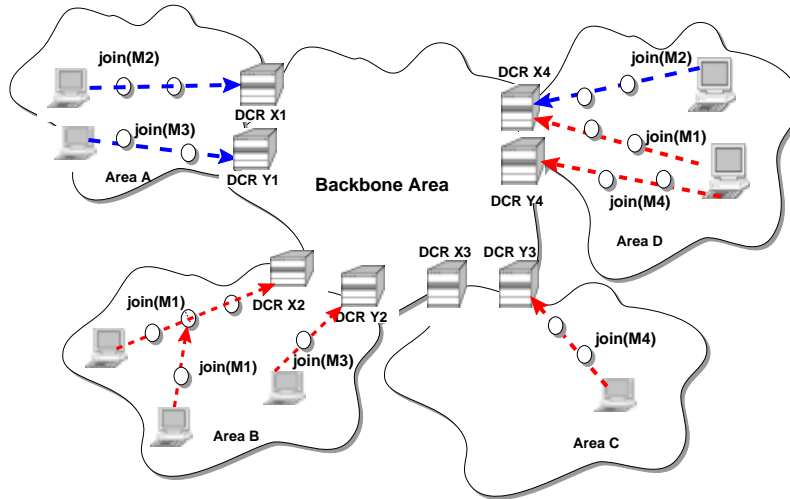 join(M2)
DCR X1
join(M3)
DCR Y1
Area A
Backbone Area
DCR X4
join(M2)
join(M1)
DCR Y4
join(M4)
Area D
DCR X3
DCR Y3
join(M1)
DCR X2
DCR Y2
join(M1)
join(M3)
Area B
join(M4)
Area C